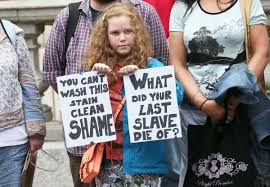 YOU CAN'T
WASH THIS
STAIN
CLEAN
SHAME
WHAT
DID YOUR
LAST
SLAVE
DIE OF?